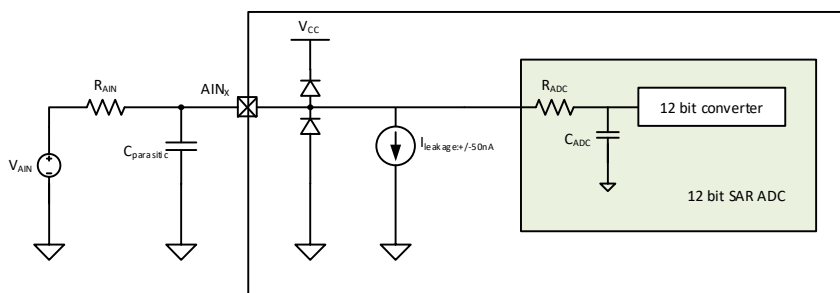 V_CC
R_AIN
AIN_X
R_ADC
12 bit converter
C_parasitic
I_leakage:+/-50nA
C_ADC
V_AIN
12 bit SAR ADC